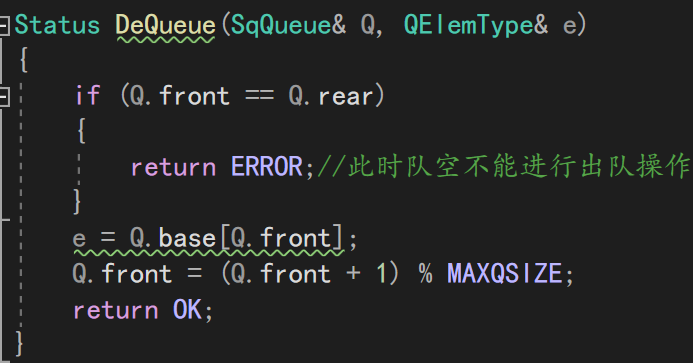 Status DeQueue(SqQueue& Q, QElemType& e)
{
if (Q.front == Q.rear)
{
return ERROR;//此时队空不能进行出队操作
}
e = Q.base[Q.front];
Q.front = (Q.front + 1) % MAXQSIZE;
return OK;
}